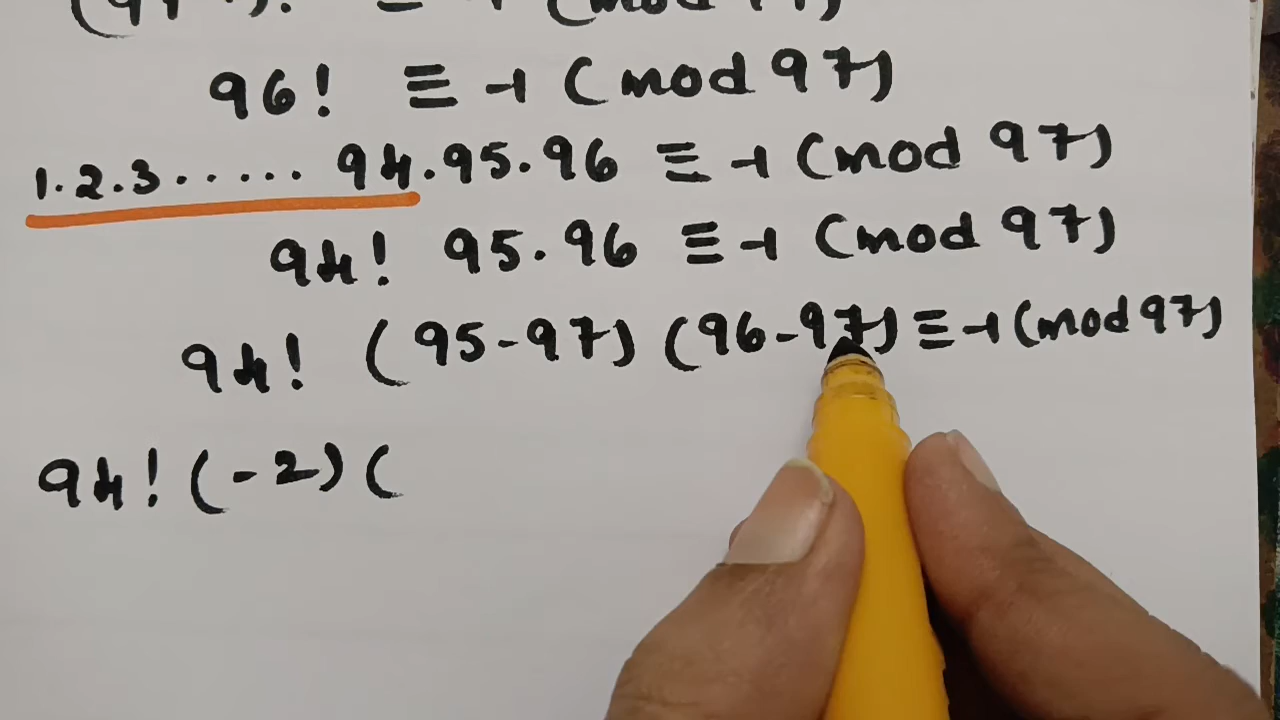 96! ≡ -1 (mod 97)
1.2.3...... 94.95.96 ≡ -1 (mod 97)
94! 95.96 ≡ -1 (mod 97)
94! (95-97) (96-97) ≡ -1 (mod 97)
94! (-2) (